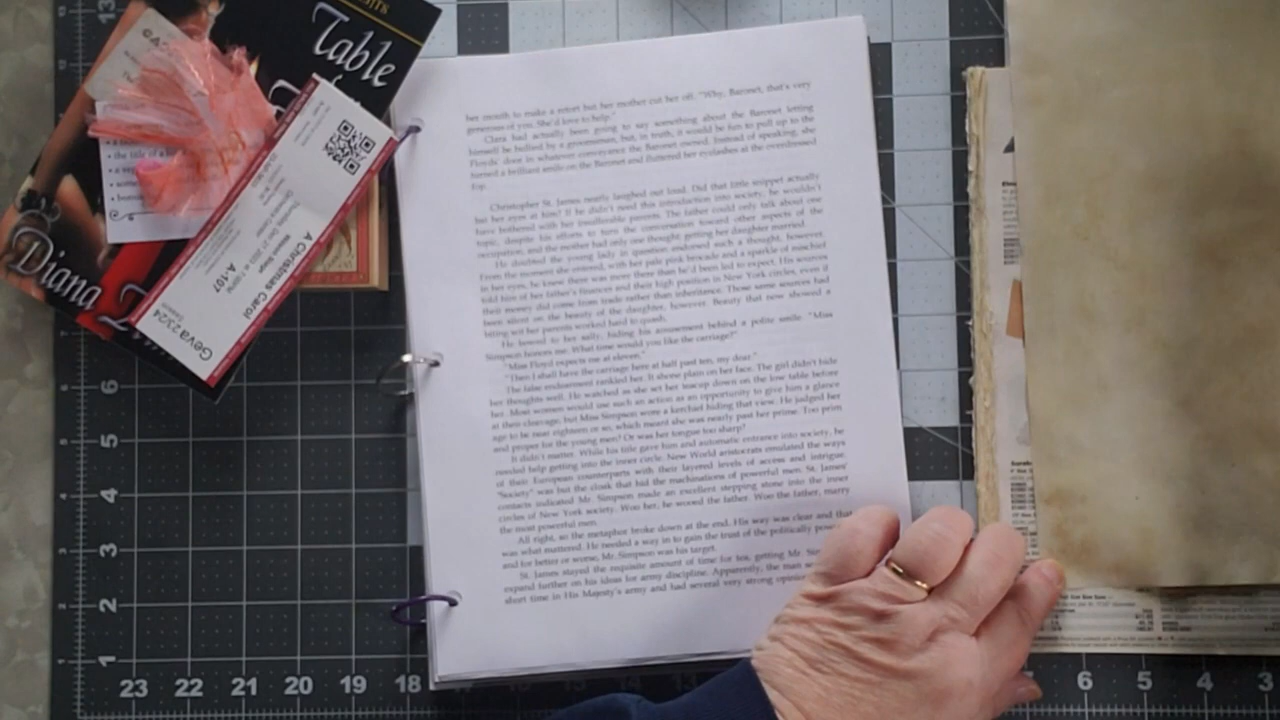 Table
Diana
• the title of a
Geva 23/24
A Christmas Carol
A-107
her mouth to make a retort but her mother cut her off. "Why, Baronet, that's very
generous of you. She'd love to help."
Clara had actually been going to say something about the Baronet letting
himself be bullied by a groomsman, but, in truth, it would be fun to pull up to the
Floyds' door in whatever conveyance the Baronet owned. Instead of speaking, she
turned a brilliant smile on the Baronet and fluttered her eyelashes at the overdressed
fop.
Christopher St. James nearly laughed out loud. Did that little snippet actually
bat her eyes at him? If he didn't need this introduction into society, he wouldn't
have bothered with her insufferable parents. The father could only talk about one
topic, despite his efforts to turn the conversation toward other aspects of the
occupation, and the mother had only one thought; getting her daughter married.
He doubted the young lady in question endorsed such a thought, however.
From the moment she entered, with her pale pink brocade and a sparkle of mischief
in her eyes, he knew there was more there than he'd been led to expect. His sources
told him of her father's finances and their high position in New York circles, even if
their money did come from trade rather than inheritance. Those same sources had
been silent on the beauty of the daughter, however. Beauty that now showed a
biting wit her parents worked hard to quash.
He bowed to her sally, hiding his amusement behind a polite smile. "Miss
Simpson honors me. What time would you like the carriage?"
"Miss Floyd expects me at eleven."
"Then I shall have the carriage here at half past ten, my dear."
The false endearment rankled her. It shone plain on her face. The girl didn't hide
her thoughts well. He watched as she set her teacup down on the low table before
her. Most women would use such an action as an opportunity to give him a glance
at their cleavage, but Miss Simpson wore a kerchief hiding that view. He judged her
age to be near eighteen or so, which meant she was nearly past her prime. Too prim
and proper for the young men? Or was her tongue too sharp?
It didn't matter. While his title gave him and automatic entrance into society, he
needed help getting into the inner circle. New World aristocrats emulated the ways
of their European counterparts with their layered levels of access and intrigue.
"Society" was but the cloak that hid the machinations of powerful men. St. James'
contacts indicated Mr. Simpson made an excellent stepping stone into the inner
circles of New York society. Woo her, he wooed the father. Woo the father, marry
the most powerful men.
All right, so the metaphor broke down at the end. His way was clear and that
was what mattered. He needed a way in to gain the trust of the politically
and for better or worse, Mr. Simpson was his target.
St. James stayed the requisite amount of time for tea, getting Mr.
expand further on his ideas for army discipline. Apparently, the man
short time in His Majesty's army and had several very strong
13
6
5
4
3
2
1
23 22 21 20 19 18
6 5 4 3